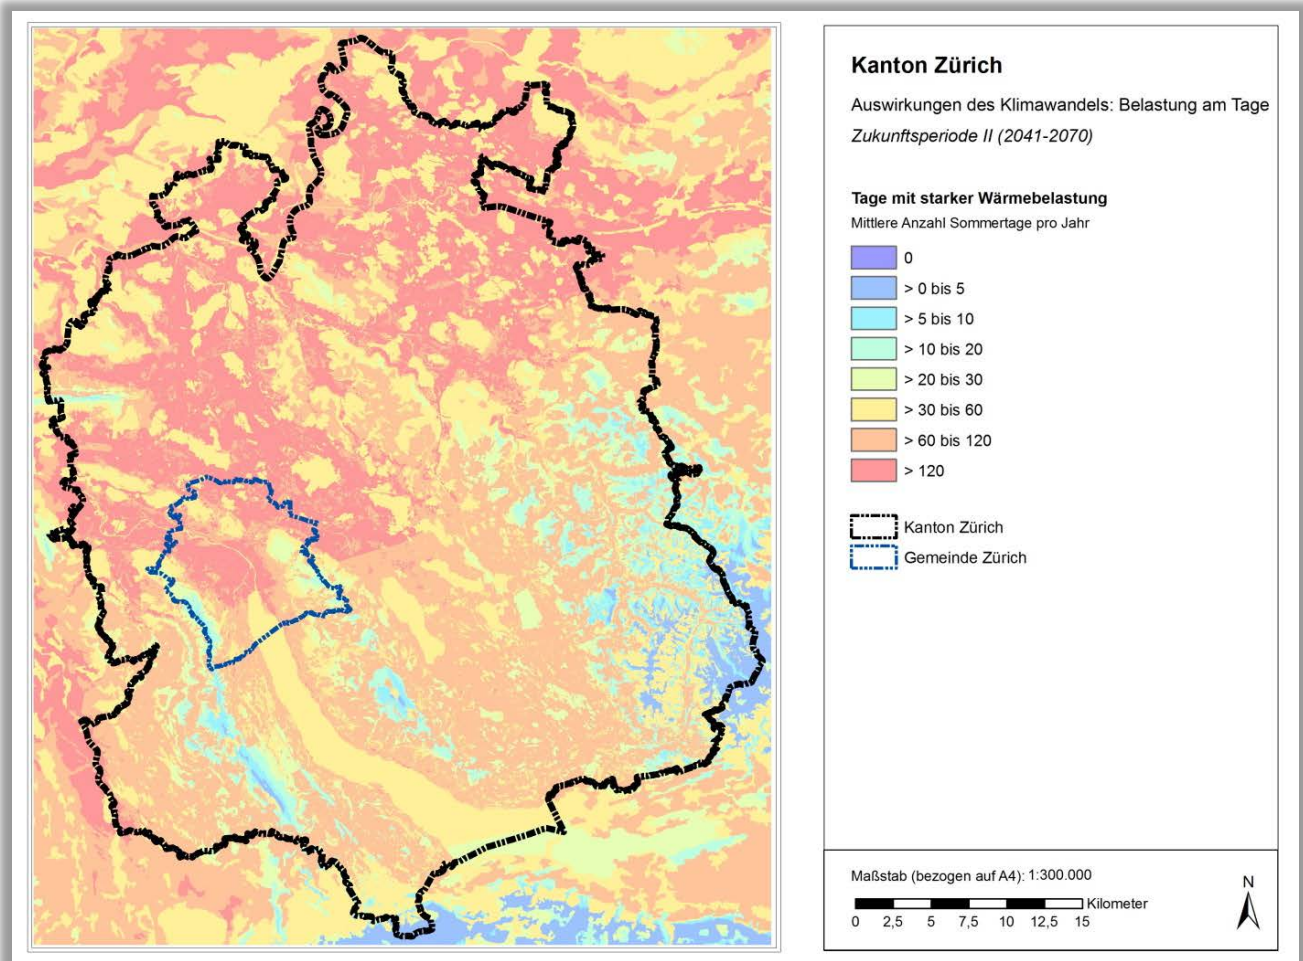 Kanton Zürich
Auswirkungen des Klimawandels: Belastung am Tage
Zukunftsperiode II (2041-2070)
Tage mit starker Wärmebelastung
Mittlere Anzahl Sommertage pro Jahr
0
> 0 bis 5
> 5 bis 10
> 10 bis 20
> 20 bis 30
> 30 bis 60
> 60 bis 120
> 120
Kanton Zürich
Gemeinde Zürich
Maßstab (bezogen auf A4): 1:300.000
N
Kilometer
0 2,5 5 7,5 10 12,5 15